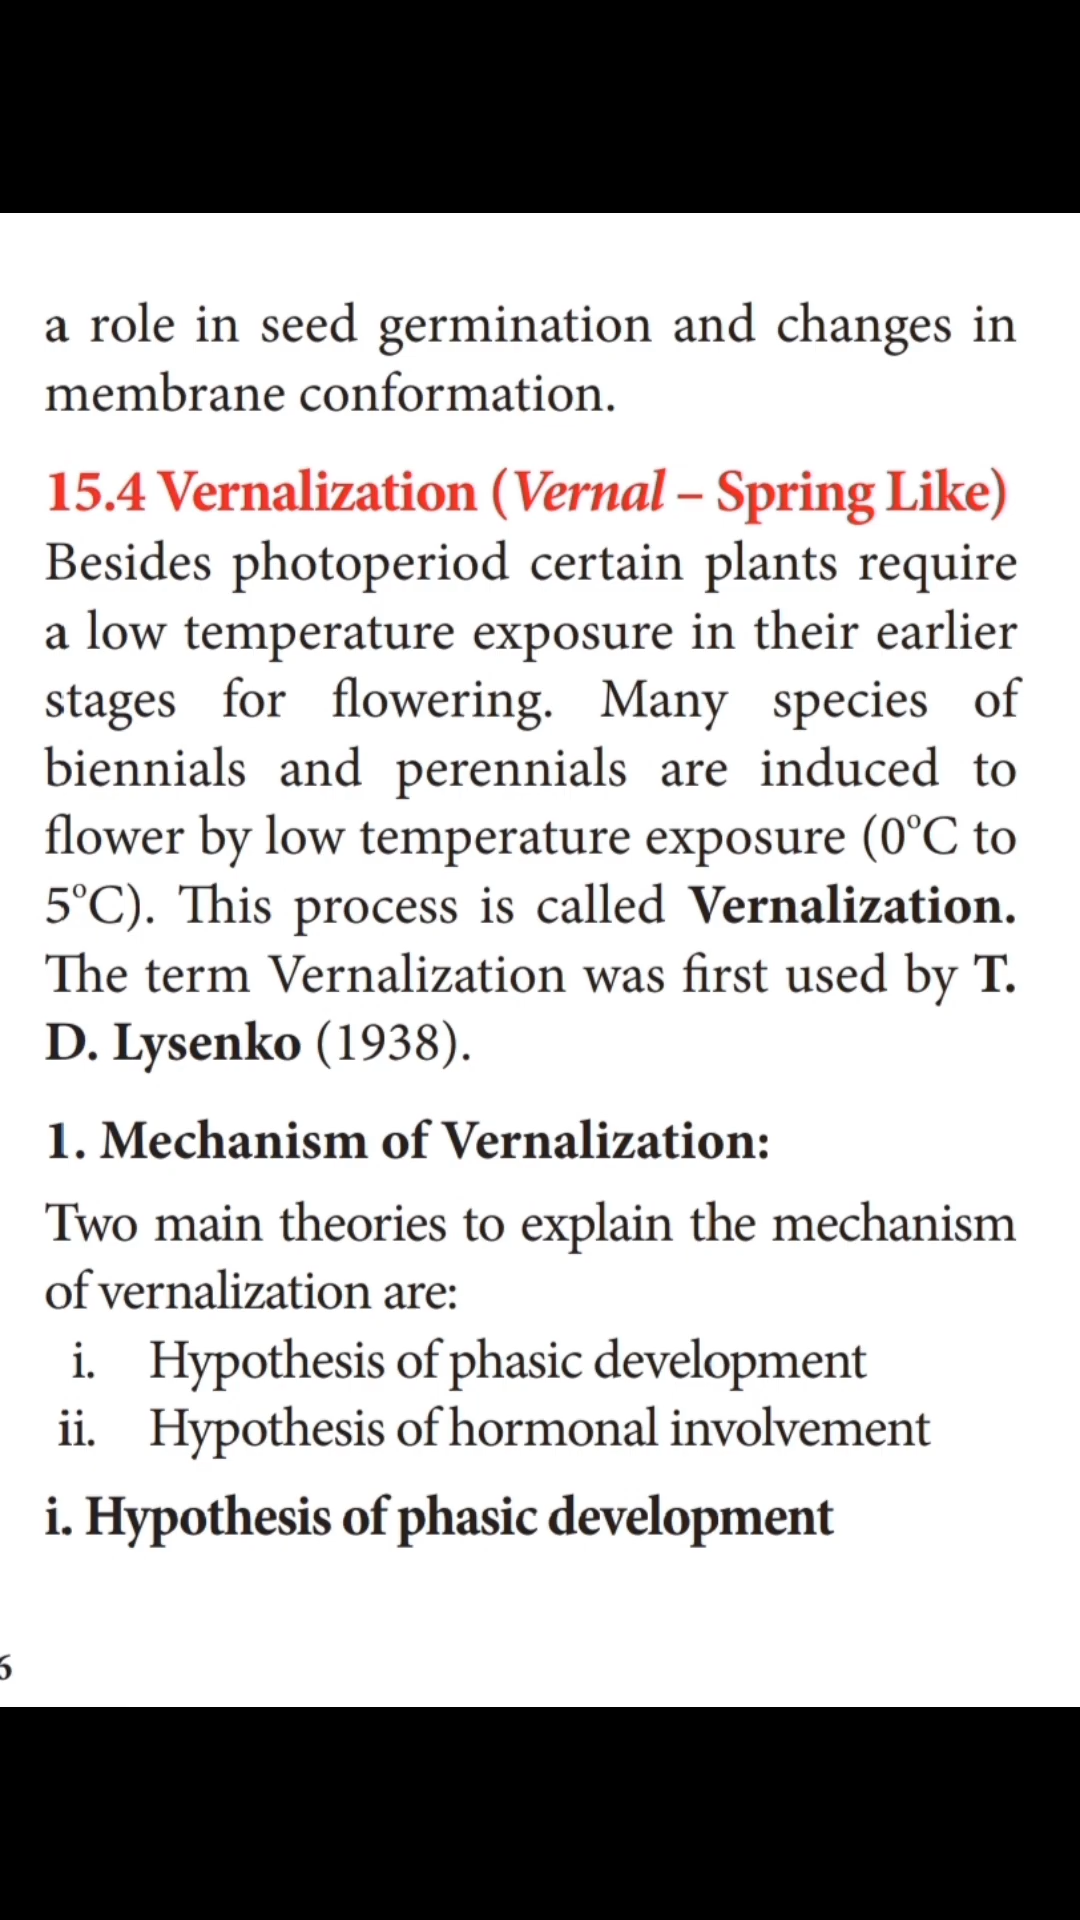 a role in seed germination and changes in
membrane conformation.
15.4 Vernalization (Vernal – Spring Like)
Besides photoperiod certain plants require
a low temperature exposure in their earlier
stages for flowering. Many species of
biennials and perennials are induced to
flower by low temperature exposure (0°C to
5°C). This process is called Vernalization.
The term Vernalization was first used by T.
D. Lysenko (1938).
1. Mechanism of Vernalization:
Two main theories to explain the mechanism
of vernalization are:
i. Hypothesis of phasic development
ii. Hypothesis of hormonal involvement
i. Hypothesis of phasic development